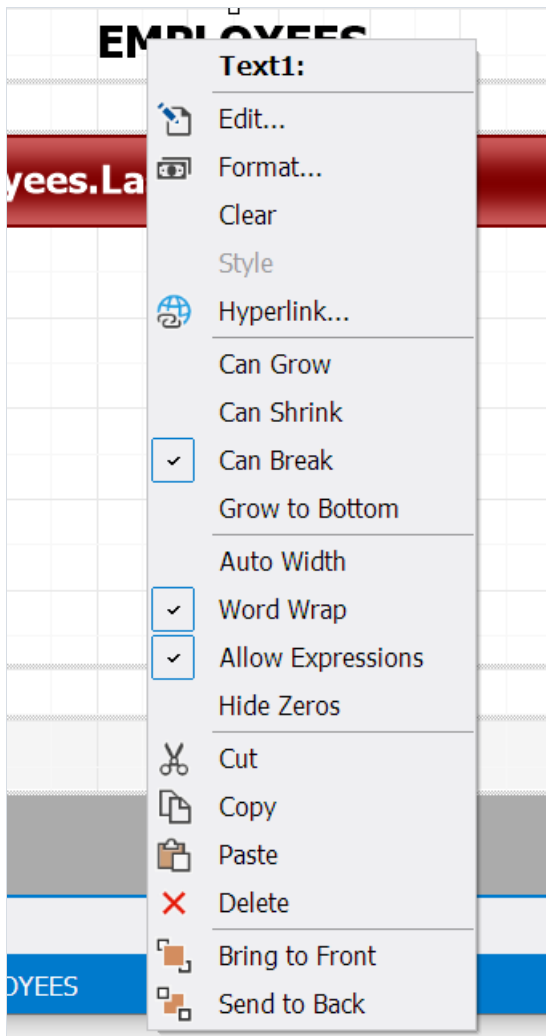 EMPLOYEES
Text1:
Edit...
Format...
yees.La
Clear
Style
Hyperlink...
Can Grow
Can Shrink
Can Break
Grow to Bottom
Auto Width
Word Wrap
Allow Expressions
Hide Zeros
Cut
Copy
Paste
Delete
Bring to Front
OYEES
Send to Back